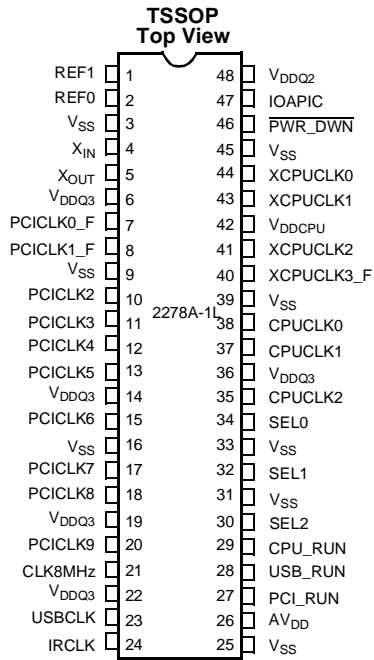 TSSOP
Top View
REF1 1 48 VDDQ2
REF0 2 47 IOAPIC
VSS 3 46 PWR_DWN
XIN 4 45 VSS
XOUT 5 44 XCPUCLK0
VDDQ3 6 43 XCPUCLK1
PCICLK0_F 7 42 VDDCPU
PCICLK1_F 8 41 XCPUCLK2
VSS 9 40 XCPUCLK3_F
PCICLK2 10 39 VSS
2278A-1L
PCICLK3 11 38 CPUCLK0
PCICLK4 12 37 CPUCLK1
PCICLK5 13 36 VDDQ3
VDDQ3 14 35 CPUCLK2
PCICLK6 15 34 SEL0
VSS 16 33 VSS
PCICLK7 17 32 SEL1
PCICLK8 18 31 VSS
VDDQ3 19 30 SEL2
PCICLK9 20 29 CPU_RUN
CLK8MHz 21 28 USB_RUN
VDDQ3 22 27 PCI_RUN
USBCLK 23 26 AVDD
IRCLK 24 25 VSS